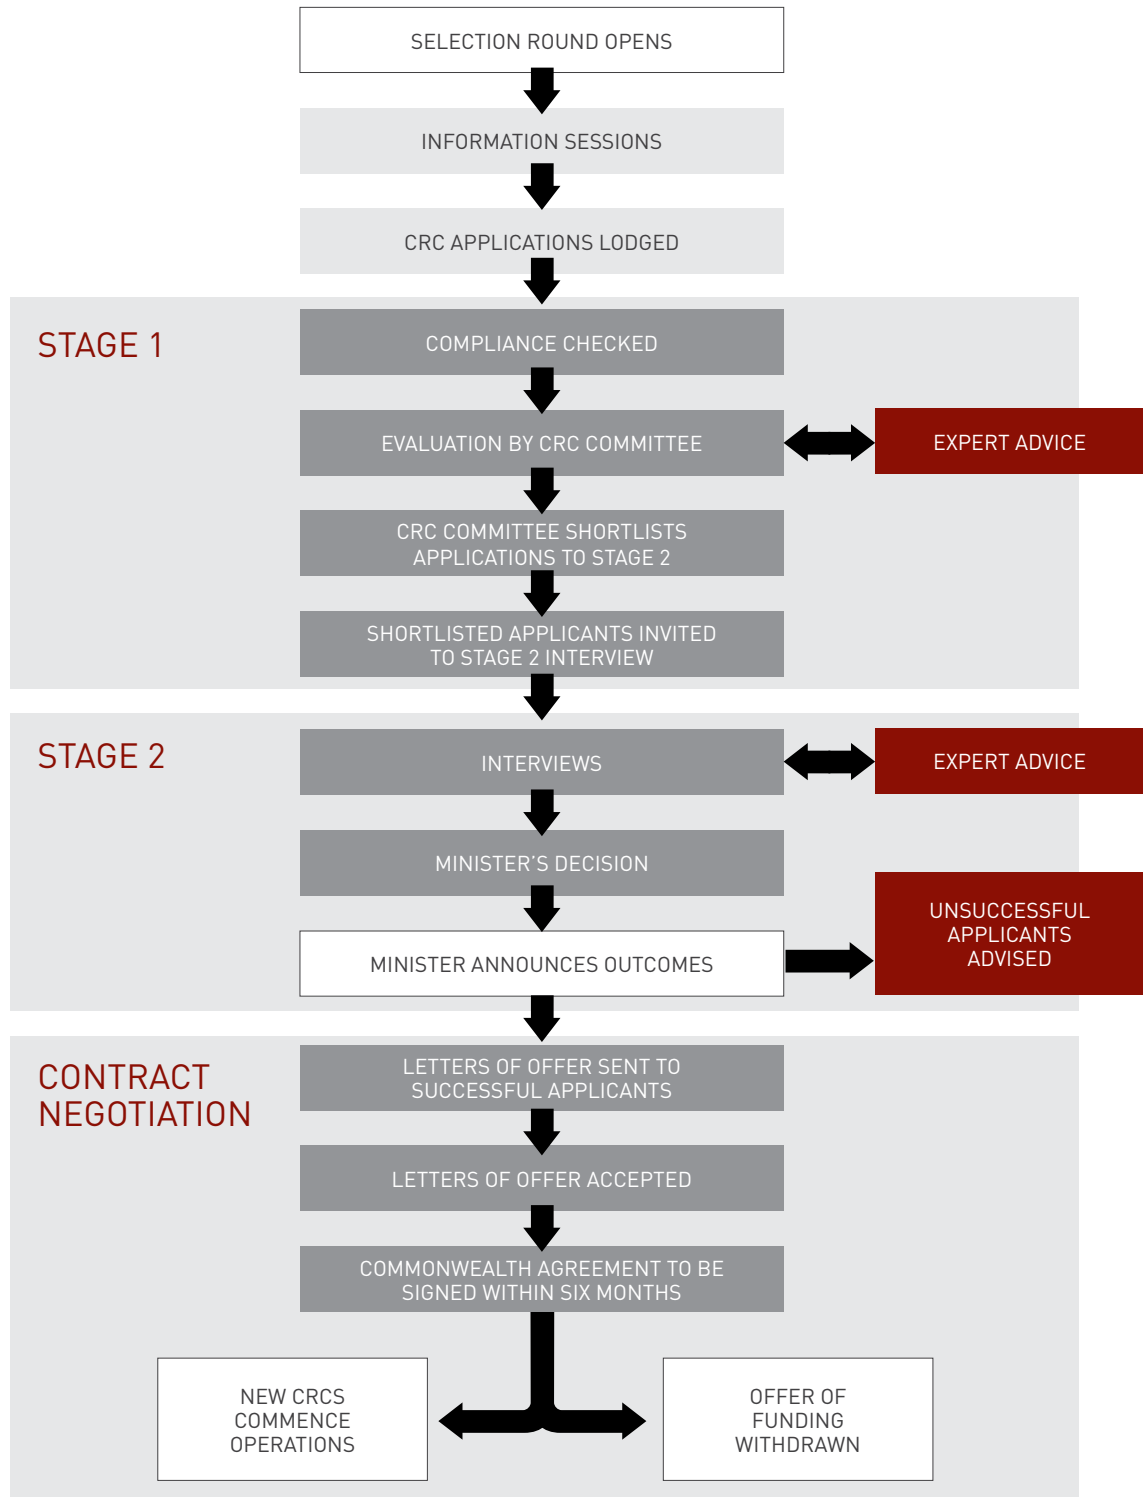 SELECTION ROUND OPENS
INFORMATION SESSIONS
CRC APPLICATIONS LODGED
STAGE 1
COMPLIANCE CHECKED
EVALUATION BY CRC COMMITTEE
EXPERT ADVICE
CRC COMMITTEE SHORTLISTS
APPLICATIONS TO STAGE 2
SHORTLISTED APPLICANTS INVITED
TO STAGE 2 INTERVIEW
STAGE 2
INTERVIEWS
EXPERT ADVICE
MINISTER'S DECISION
MINISTER ANNOUNCES OUTCOMES
UNSUCCESSFUL
APPLICANTS
ADVISED
CONTRACT
NEGOTIATION
LETTERS OF OFFER SENT TO
SUCCESSFUL APPLICANTS
LETTERS OF OFFER ACCEPTED
COMMONWEALTH AGREEMENT TO BE
SIGNED WITHIN SIX MONTHS
NEW CRCS
COMMENCE
OPERATIONS
OFFER OF
FUNDING
WITHDRAWN